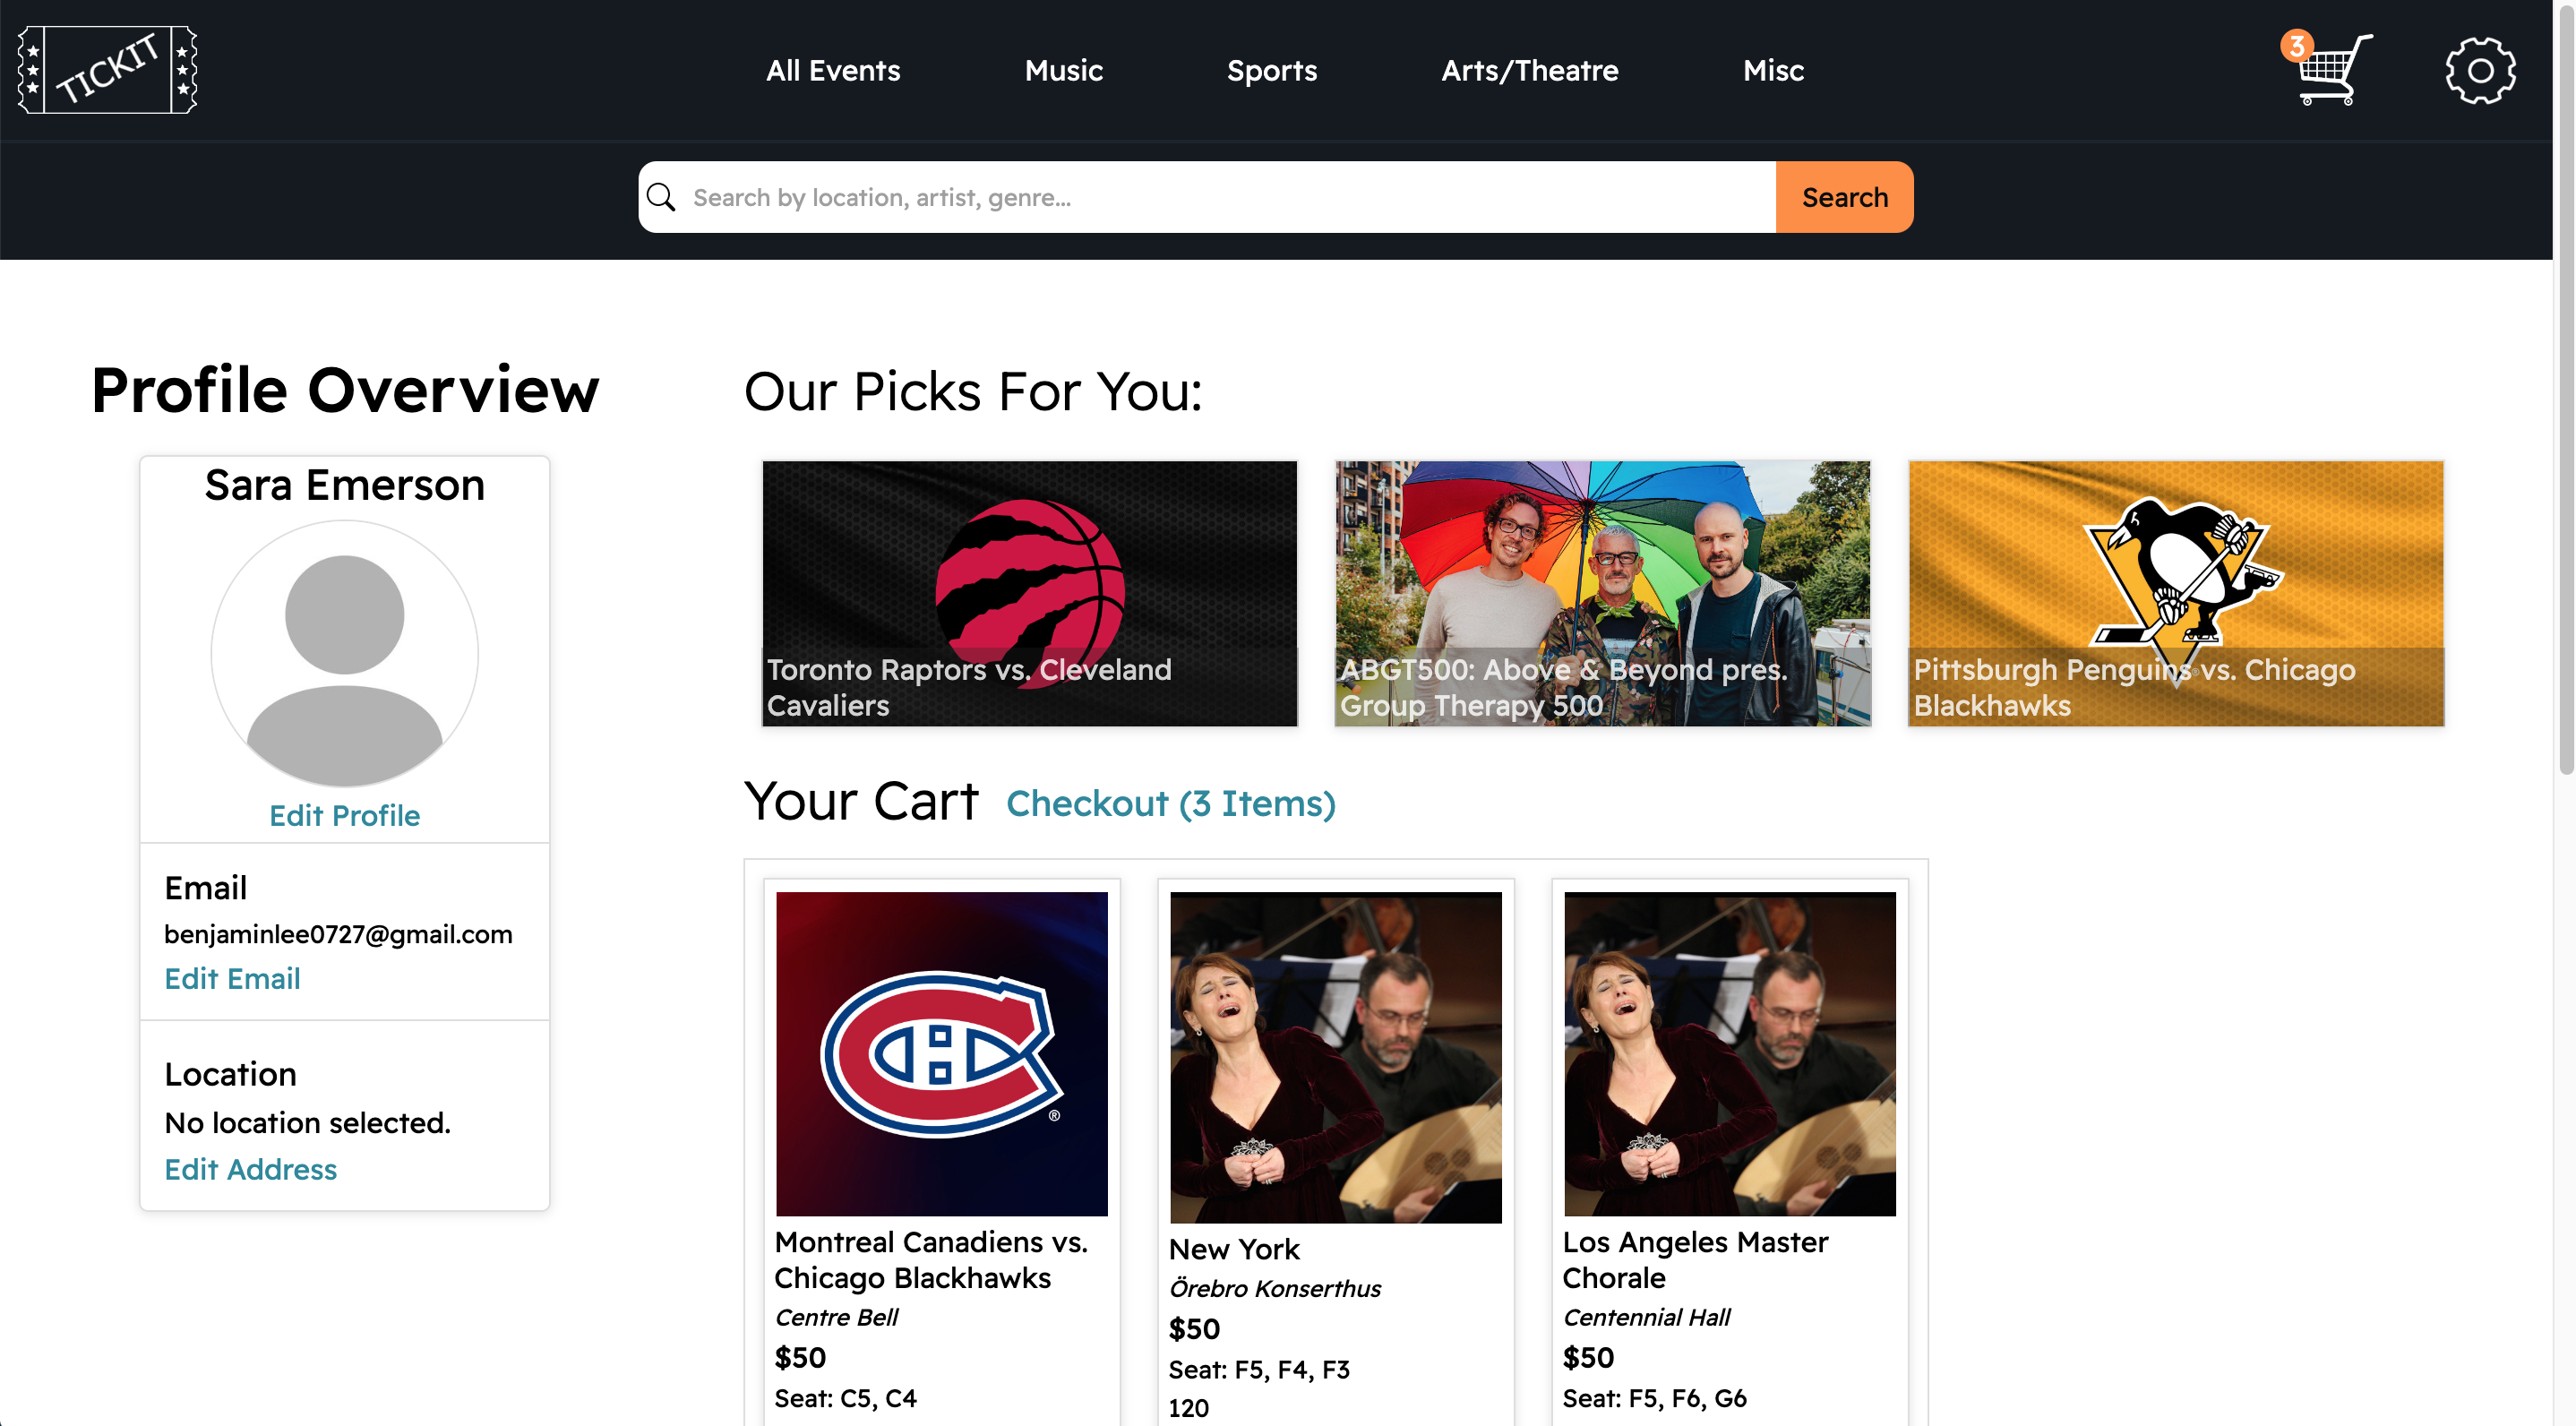 TICKIT
All Events
Music
Sports
Arts/Theatre
Misc
3
Search by location, artist, genre...
Search
Profile Overview
Sara Emerson
Edit Profile
Email
benjaminlee0727@gmail.com
Edit Email
Location
No location selected.
Edit Address
Our Picks For You:
Toronto Raptors vs. Cleveland
Cavaliers
ABGT500: Above & Beyond pres.
Group Therapy 500
Pittsburgh Penguins vs. Chicago
Blackhawks
Your Cart
Checkout (3 Items)
®
Montreal Canadiens vs.
Chicago Blackhawks
Centre Bell
$50
Seat: C5, C4
New York
Örebro Konserthus
$50
Seat: F5, F4, F3
120
Los Angeles Master
Chorale
Centennial Hall
$50
Seat: F5, F6, G6